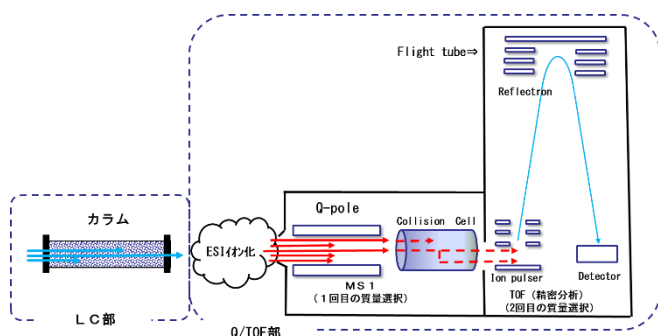 Flight tube⇒
Reflectron
カラム
ESIイオン化
Q-pole
Collision Cell
MS1
(1回目の質量選択)
Ion pulser
Detector
TOF (精密分析)
(2回目の質量選択)
LC部
Q/TOF部